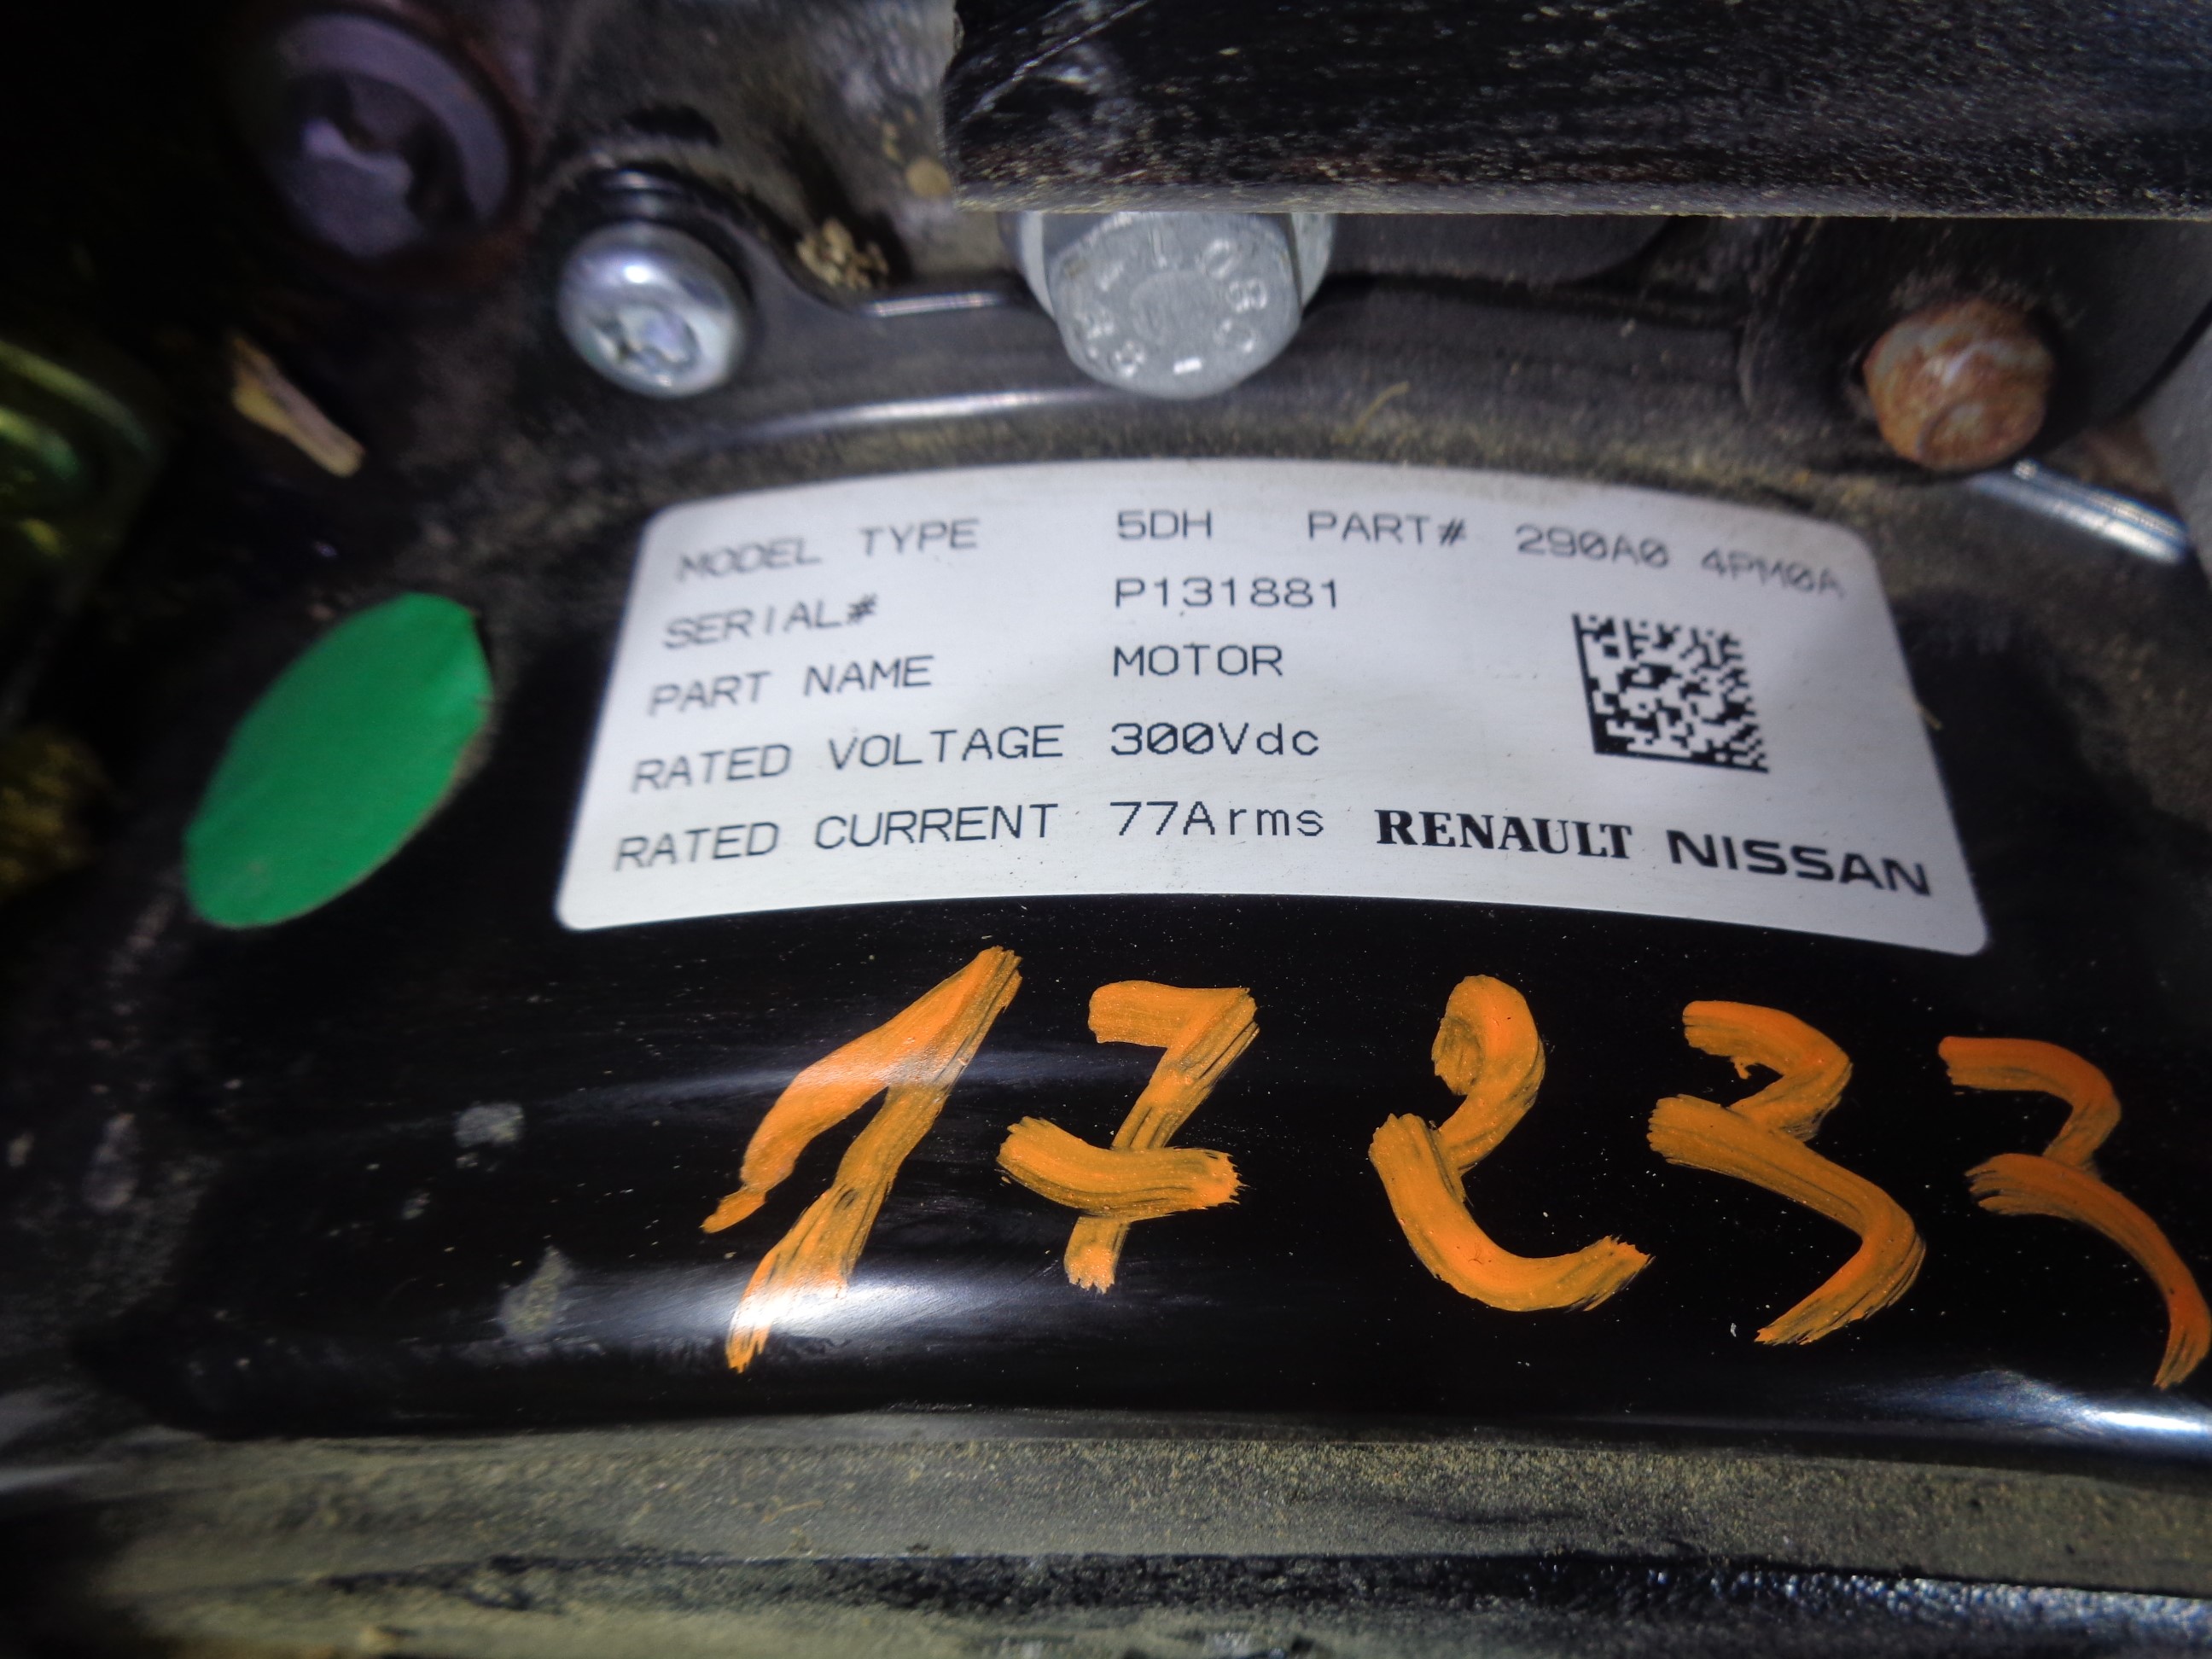 MODEL TYPE 5DH PART# 290A0 4PM0A
SERIAL# P131881
PART NAME MOTOR
RATED VOLTAGE 300Vdc
RATED CURRENT 77Arms RENAULT NISSAN
17233